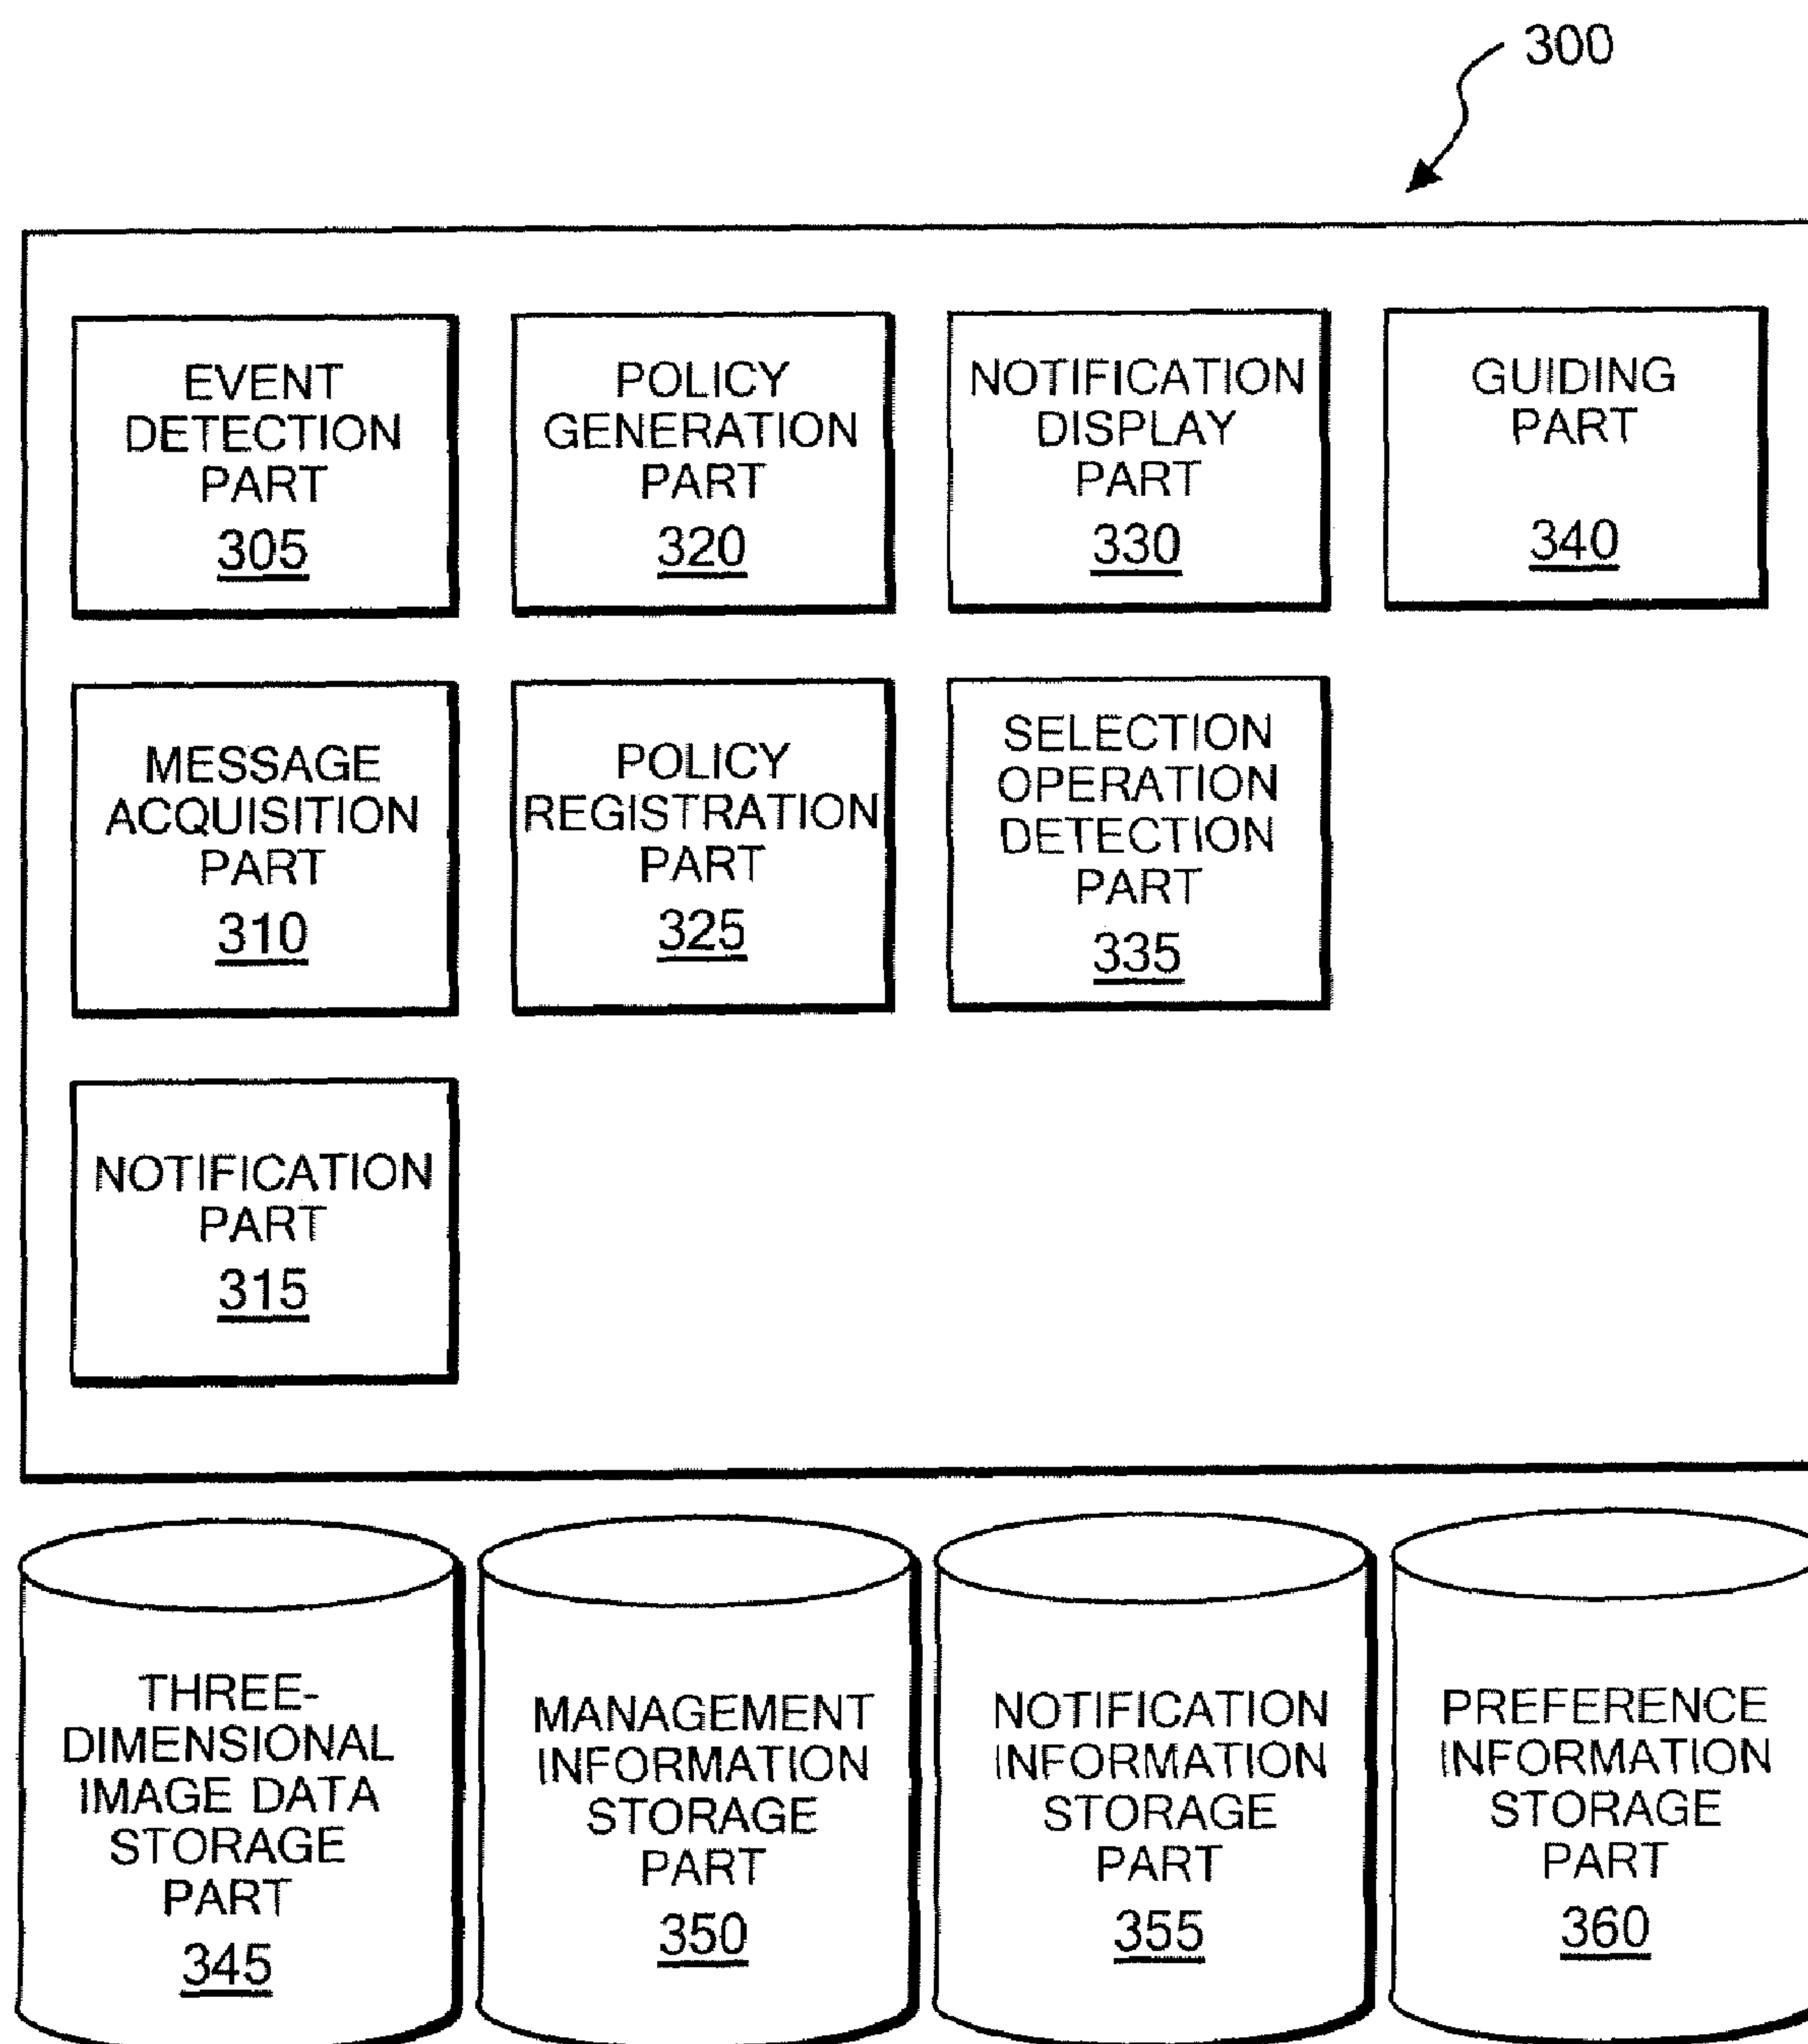 300
EVENT
DETECTION
PART
305
POLICY
GENERATION
PART
320
NOTIFICATION
DISPLAY
PART
330
GUIDING
PART
340
MESSAGE
ACQUISITION
PART
310
POLICY
REGISTRATION
PART
325
SELECTION
OPERATION
DETECTION
PART
335
NOTIFICATION
PART
315
THREE-
DIMENSIONAL
IMAGE DATA
STORAGE
PART
345
MANAGEMENT
INFORMATION
STORAGE
PART
350
NOTIFICATION
INFORMATION
STORAGE
PART
355
PREFERENCE
INFORMATION
STORAGE
PART
360